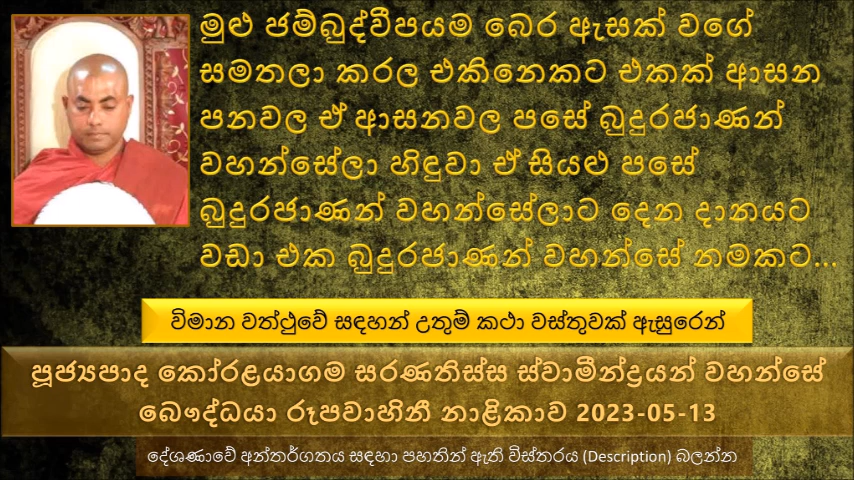 මුළු ජම්බුද්වීපයම බෙර ඇසක් වගේ
සමතලා කරල එකිනෙකට එකක් ආසන
පනවල ඒ ආසනවල පසේ බුදුරජාණන්
වහන්සේලා හිඳුවා ඒ සියළු පසේ
බුදුරජාණන් වහන්සේලාට දෙන දානයට
වඩා එක බුදුරජාණන් වහන්සේ නමකට...
විමාන වත්ථුවේ සඳහන් උතුම් කථා වස්තුවක් ඇසුරෙන්
පූජ්‍යපාද කෝරළයාගම සරණතිස්ස ස්වාමීන්ද්‍රයන් වහන්සේ
බෞද්ධයා රූපවාහිනී නාළිකාව 2023-05-13
දේශණාවේ අන්තර්ගතය සඳහා පහතින් ඇති විස්තරය (Description) බලන්න